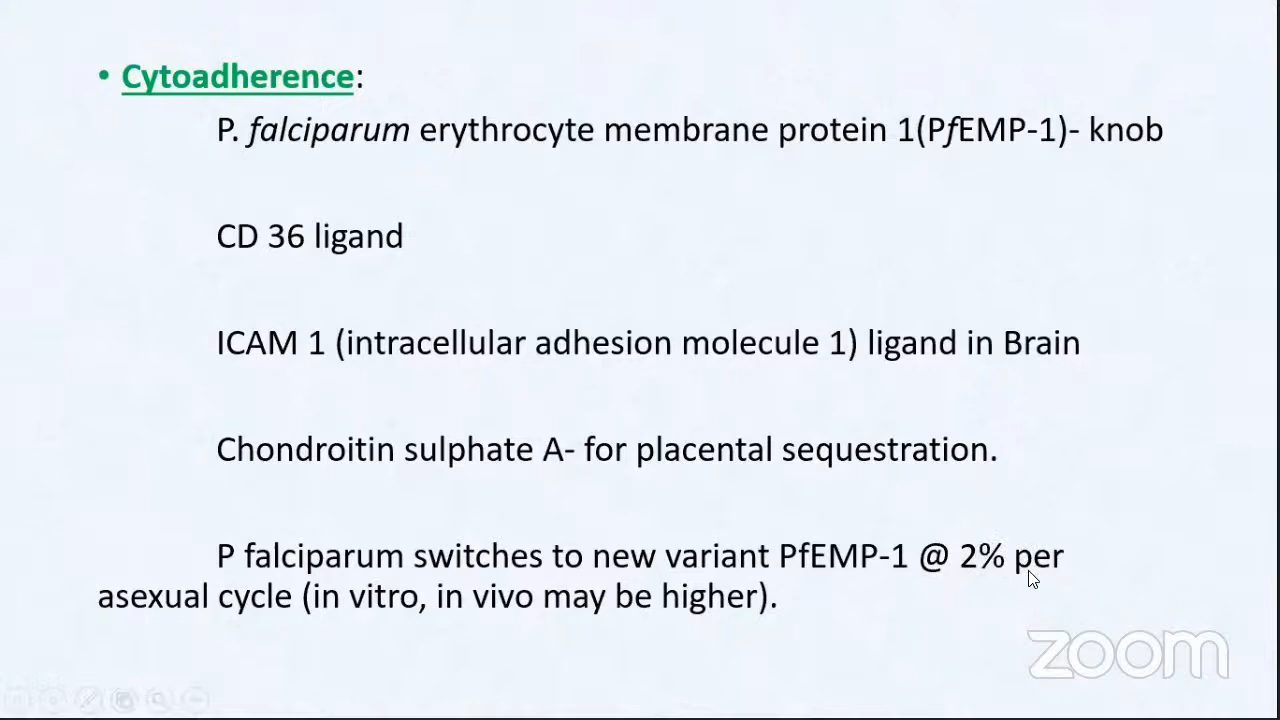 • Cytoadherence:
P. falciparum erythrocyte membrane protein 1(PfEMP-1)- knob
CD 36 ligand
ICAM 1 (intracellular adhesion molecule 1) ligand in Brain
Chondroitin sulphate A- for placental sequestration.
P falciparum switches to new variant PfEMP-1 @ 2% per
asexual cycle (in vitro, in vivo may be higher).
zoom